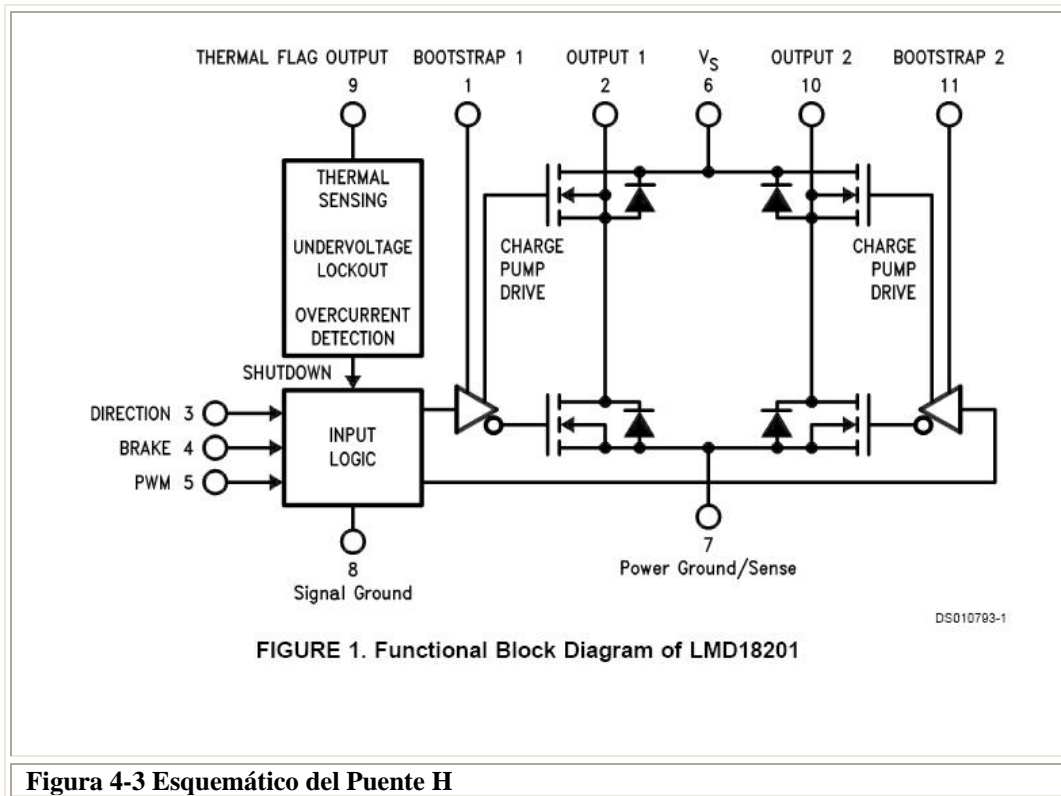 THERMAL FLAG OUTPUT BOOTSTRAP 1 OUTPUT 1 VS OUTPUT 2 BOOTSTRAP 2
9 1 2 6 10 11
THERMAL
SENSING
UNDERVOLTAGE
LOCKOUT
OVERCURRENT
DETECTION
CHARGE
PUMP
DRIVE
CHARGE
PUMP
DRIVE
SHUTDOWN
DIRECTION 3
BRAKE 4
PWM 5
INPUT
LOGIC
8
Signal Ground
7
Power Ground/Sense
DS010793-1
FIGURE 1. Functional Block Diagram of LMD18201
Figura 4-3 Esquemático del Puente H